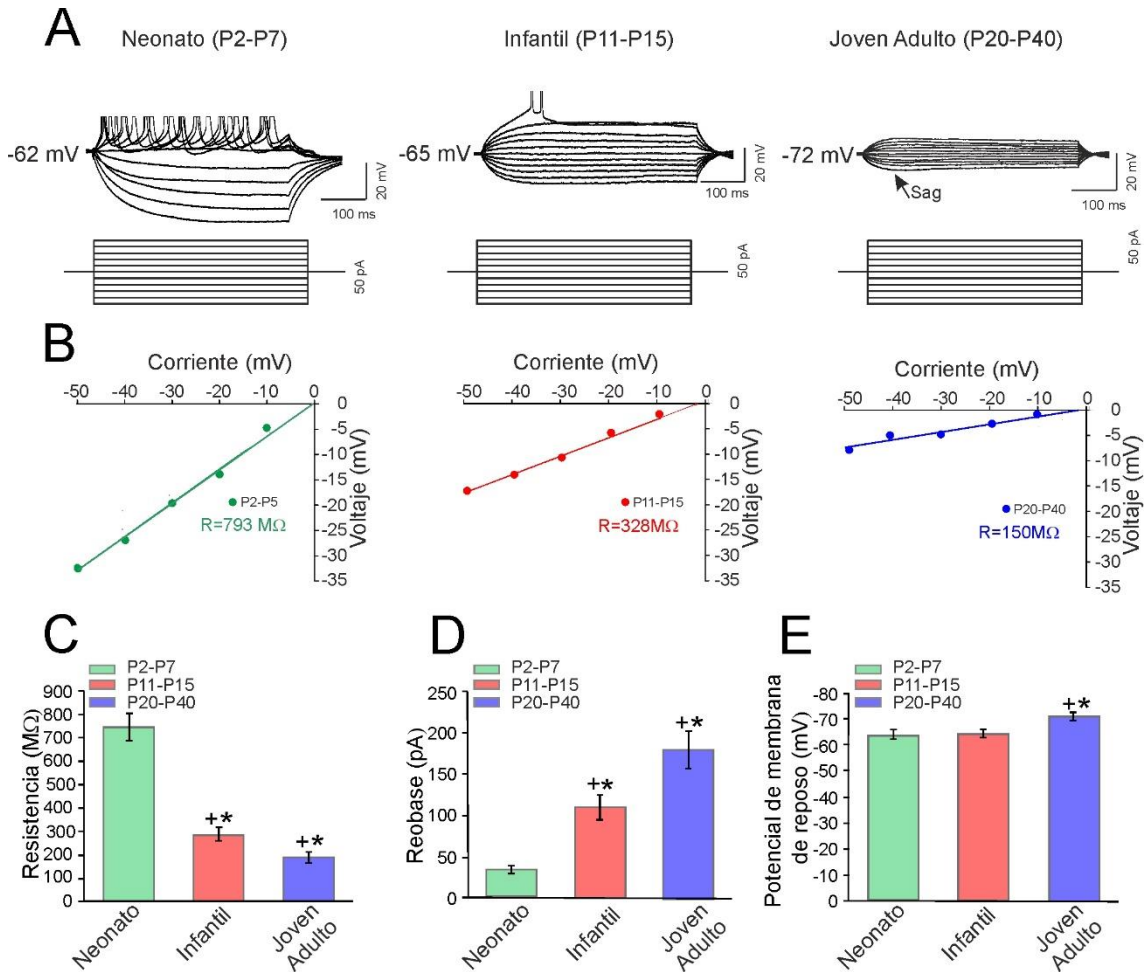 A
Neonato (P2-P7)
Infantil (P11-P15)
Joven Adulto (P20-P40)
-62 mV
20 mV
100 ms
-65 mV
20 mV
100 ms
-72 mV
Sag
20 mV
100 ms
50 pA
50 pA
50 pA
B
Corriente (mV)
-50 -40 -30 -20 -10 0
0
-5
-10
-15
-20
-25
-30
-35
Voltaje (mV)
P2-P5
R=793 MΩ
Corriente (mV)
-50 -40 -30 -20 -10 0
0
-5
-10
-15
-20
-25
-30
-35
Voltaje (mV)
P11-P15
R=328MΩ
Corriente (mV)
-50 -40 -30 -20 -10 0
0
-5
-10
-15
-20
-25
-30
-35
Voltaje (mV)
P20-P40
R=150MΩ
C
P2-P7
P11-P15
P20-P40
Resistencia (MΩ)
900
800
700
600
500
400
300
200
100
0
+*
+*
Neonato
Infantil
Joven
Adulto
D
P2-P7
P11-P15
P20-P40
Reobase (pA)
250
200
150
100
50
0
+*
+*
Neonato
Infantil
Joven
Adulto
E
P2-P7
P11-P15
P20-P40
Potencial de membrana
de reposo (mV)
-80
-70
-60
-50
-40
-30
-20
-10
0
+*
Neonato
Infantil
Joven
Adulto